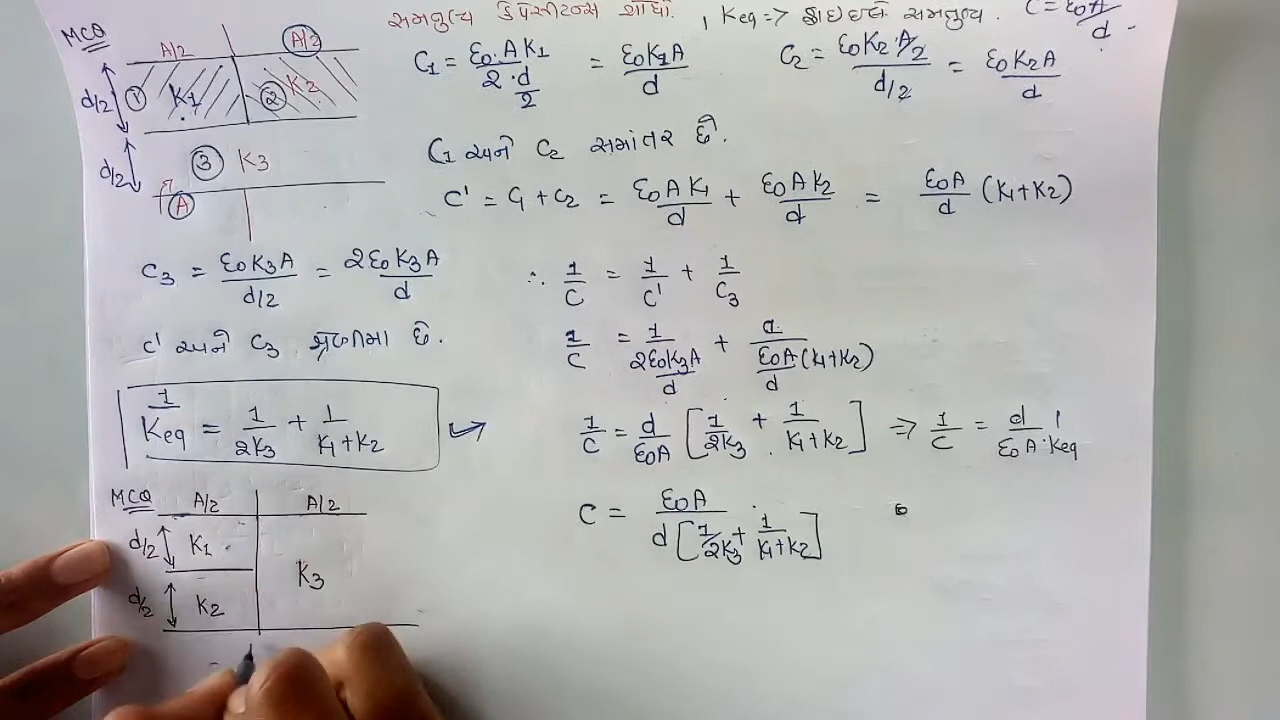 સમતુલ્ય કેપેસીટન્સ શોધો. , Keq => ડાઇઇલે સમતુલ્ય. C = ε₀A/d
MCQ
A/2 A/2
d/2 ① K1 ② K2
d/2 ③ K3
A
C1 = ε₀·A K1/(2·d/2) = ε₀K1A/d C2 = ε₀K2·A/2/(d/2) = ε₀K2A/d
C1 અને C2 સમાંતર છે.
C' = C1 + C2 = ε₀AK1/d + ε₀AK2/d = ε₀A/d (K1+K2)
C3 = ε₀K3A/(d/2) = 2ε₀K3A/d
C' અને C3 શ્રેણીમાં છે.
∴ 1/C = 1/C' + 1/C3
1/C = 1/(2ε₀K3A/d) + 1/(ε₀A/d (K1+K2))
1/C = d/ε₀A [1/2K3 + 1/(K1+K2)] => 1/C = d 1/ε₀A·Keq
C = ε₀A/(d[1/2K3 + 1/(K1+K2)])
1/Keq = 1/2K3 + 1/(K1+K2)
MCQ A/2 A/2
d/2 K1
K3
d/2 K2